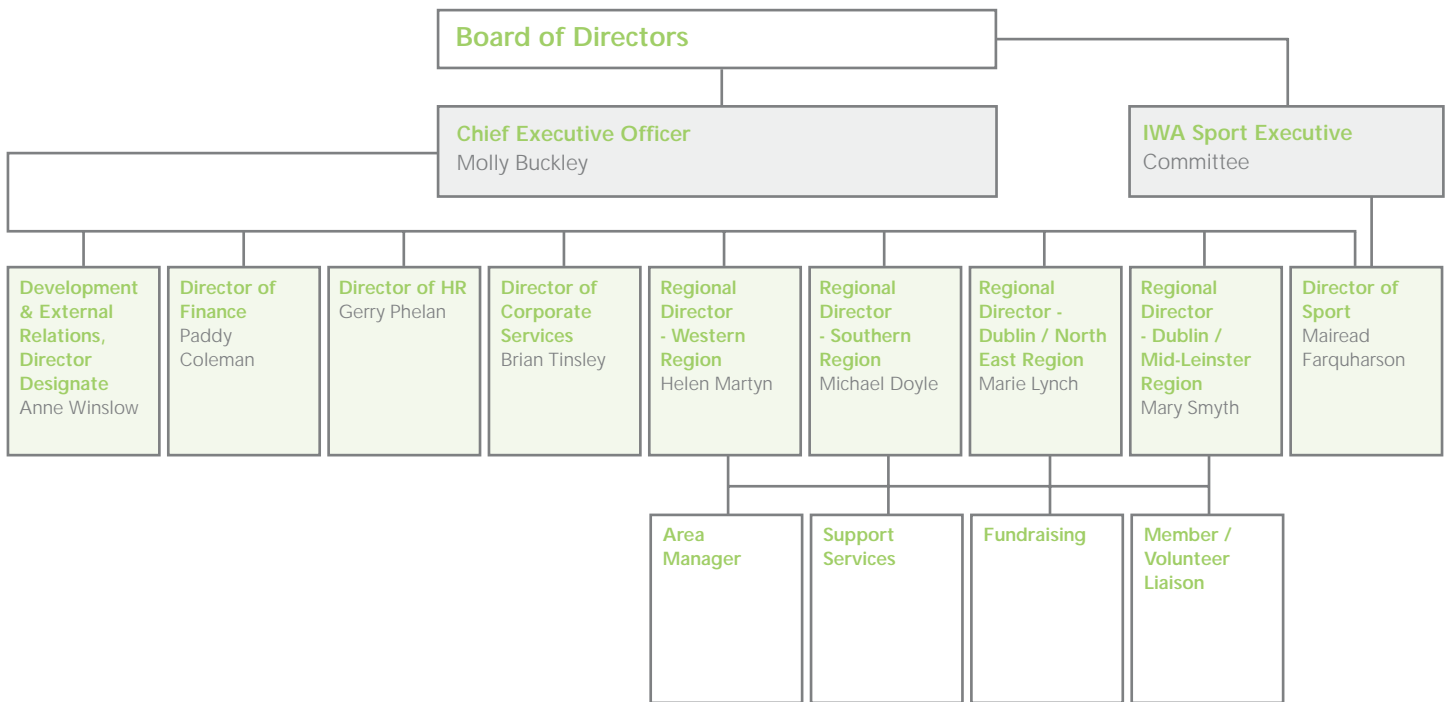 Board of Directors
Chief Executive Officer
Molly Buckley
IWA Sport Executive
Committee
Development
& External
Relations,
Director
Designate
Anne Winslow
Director of
Finance
Paddy
Coleman
Director of HR
Gerry Phelan
Director of
Corporate
Services
Brian Tinsley
Regional
Director
- Western
Region
Helen Martyn
Regional
Director
- Southern
Region
Michael Doyle
Regional
Director -
Dublin / North
East Region
Marie Lynch
Regional
Director
- Dublin /
Mid-Leinster
Region
Mary Smyth
Director of
Sport
Mairead
Farquharson
Area
Manager
Support
Services
Fundraising
Member /
Volunteer
Liaison